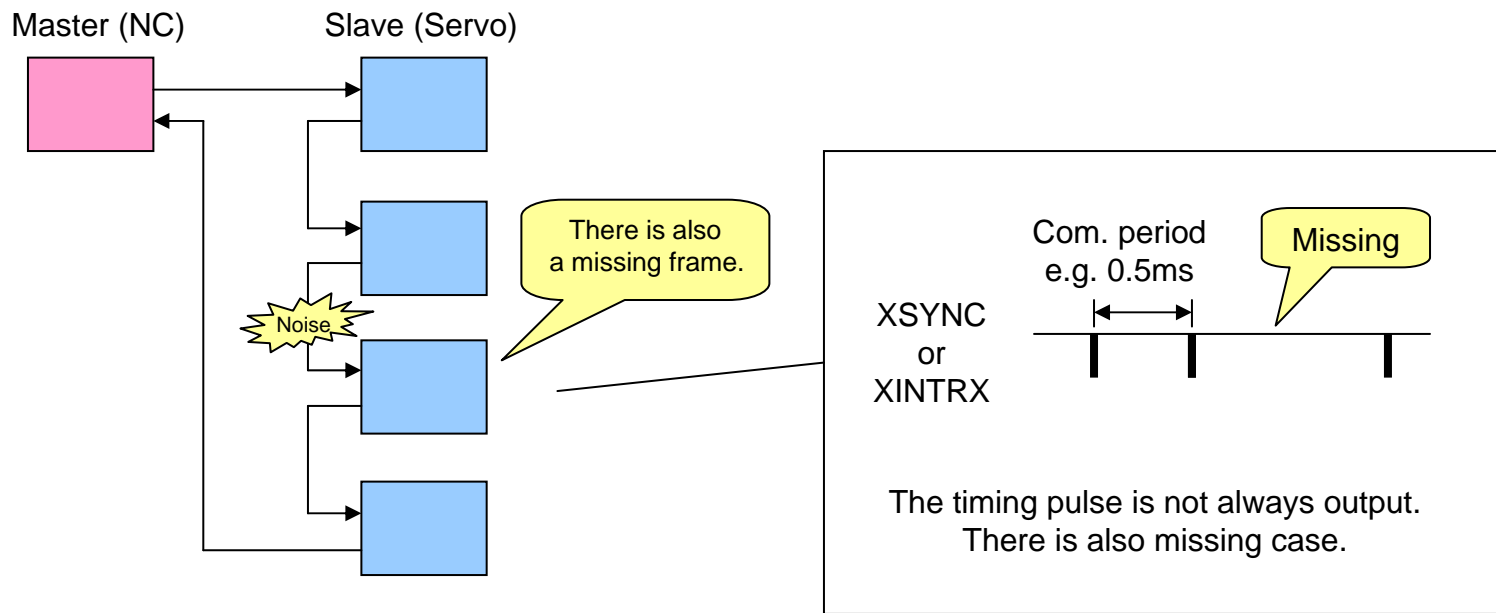 Master (NC)
Slave (Servo)
There is also
a missing frame.
Noise
Com. period
e.g. 0.5ms
Missing
XSYNC
or
XINTRX
The timing pulse is not always output.
There is also missing case.